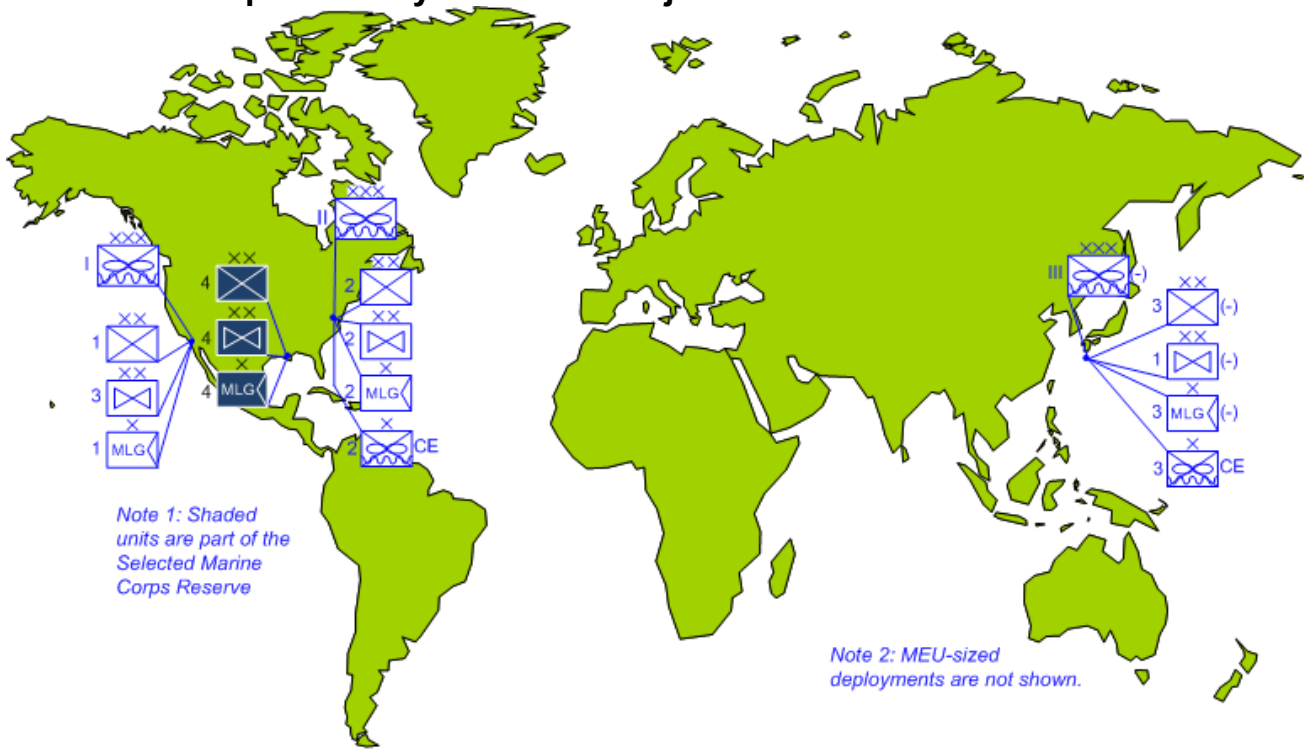 XXX
I
XX
1
XX
3
X
1 MLG
XX
4
XX
4
X
4 MLG
XXX
II
XX
2
XX
2
X
2 MLG
2 CE
XXX
III (-)
XX
3 (-)
XX
1 (-)
X
3 MLG (-)
X
3 CE
Note 1: Shaded
units are part of the
Selected Marine
Corps Reserve
Note 2: MEU-sized
deployments are not shown.